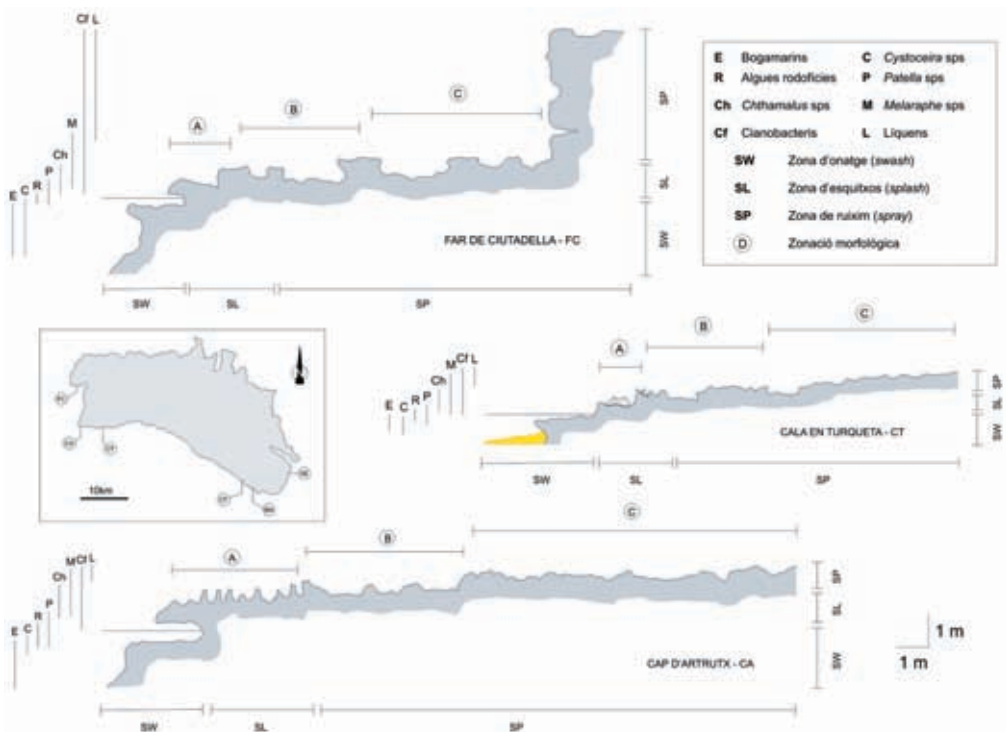 Cf L
M
Ch
P
R
C
E
A
B
C
SP
SL
SW
FAR DE CIUTADELLA - FC
SW SL SP
E Bogamarins C Cystoceira sps
R Algues rodofícies P Patella sps
Ch Chthamalus sps M Melaraphe sps
Cf Cianobacteris L Líquens
SW Zona d'onatge (swash)
SL Zona d'esquitxos (splash)
SP Zona de ruixim (spray)
D Zonació morfològica
10km
E C R P Ch M Cf L
A
B
C
SP
SL
SW
CALA EN TURQUETA - CT
SW SL SP
E C R P Ch M Cf L
A
B
C
SP
SL
SW
CAP D'ARTRUTX - CA
SW SL SP
1 m
1 m